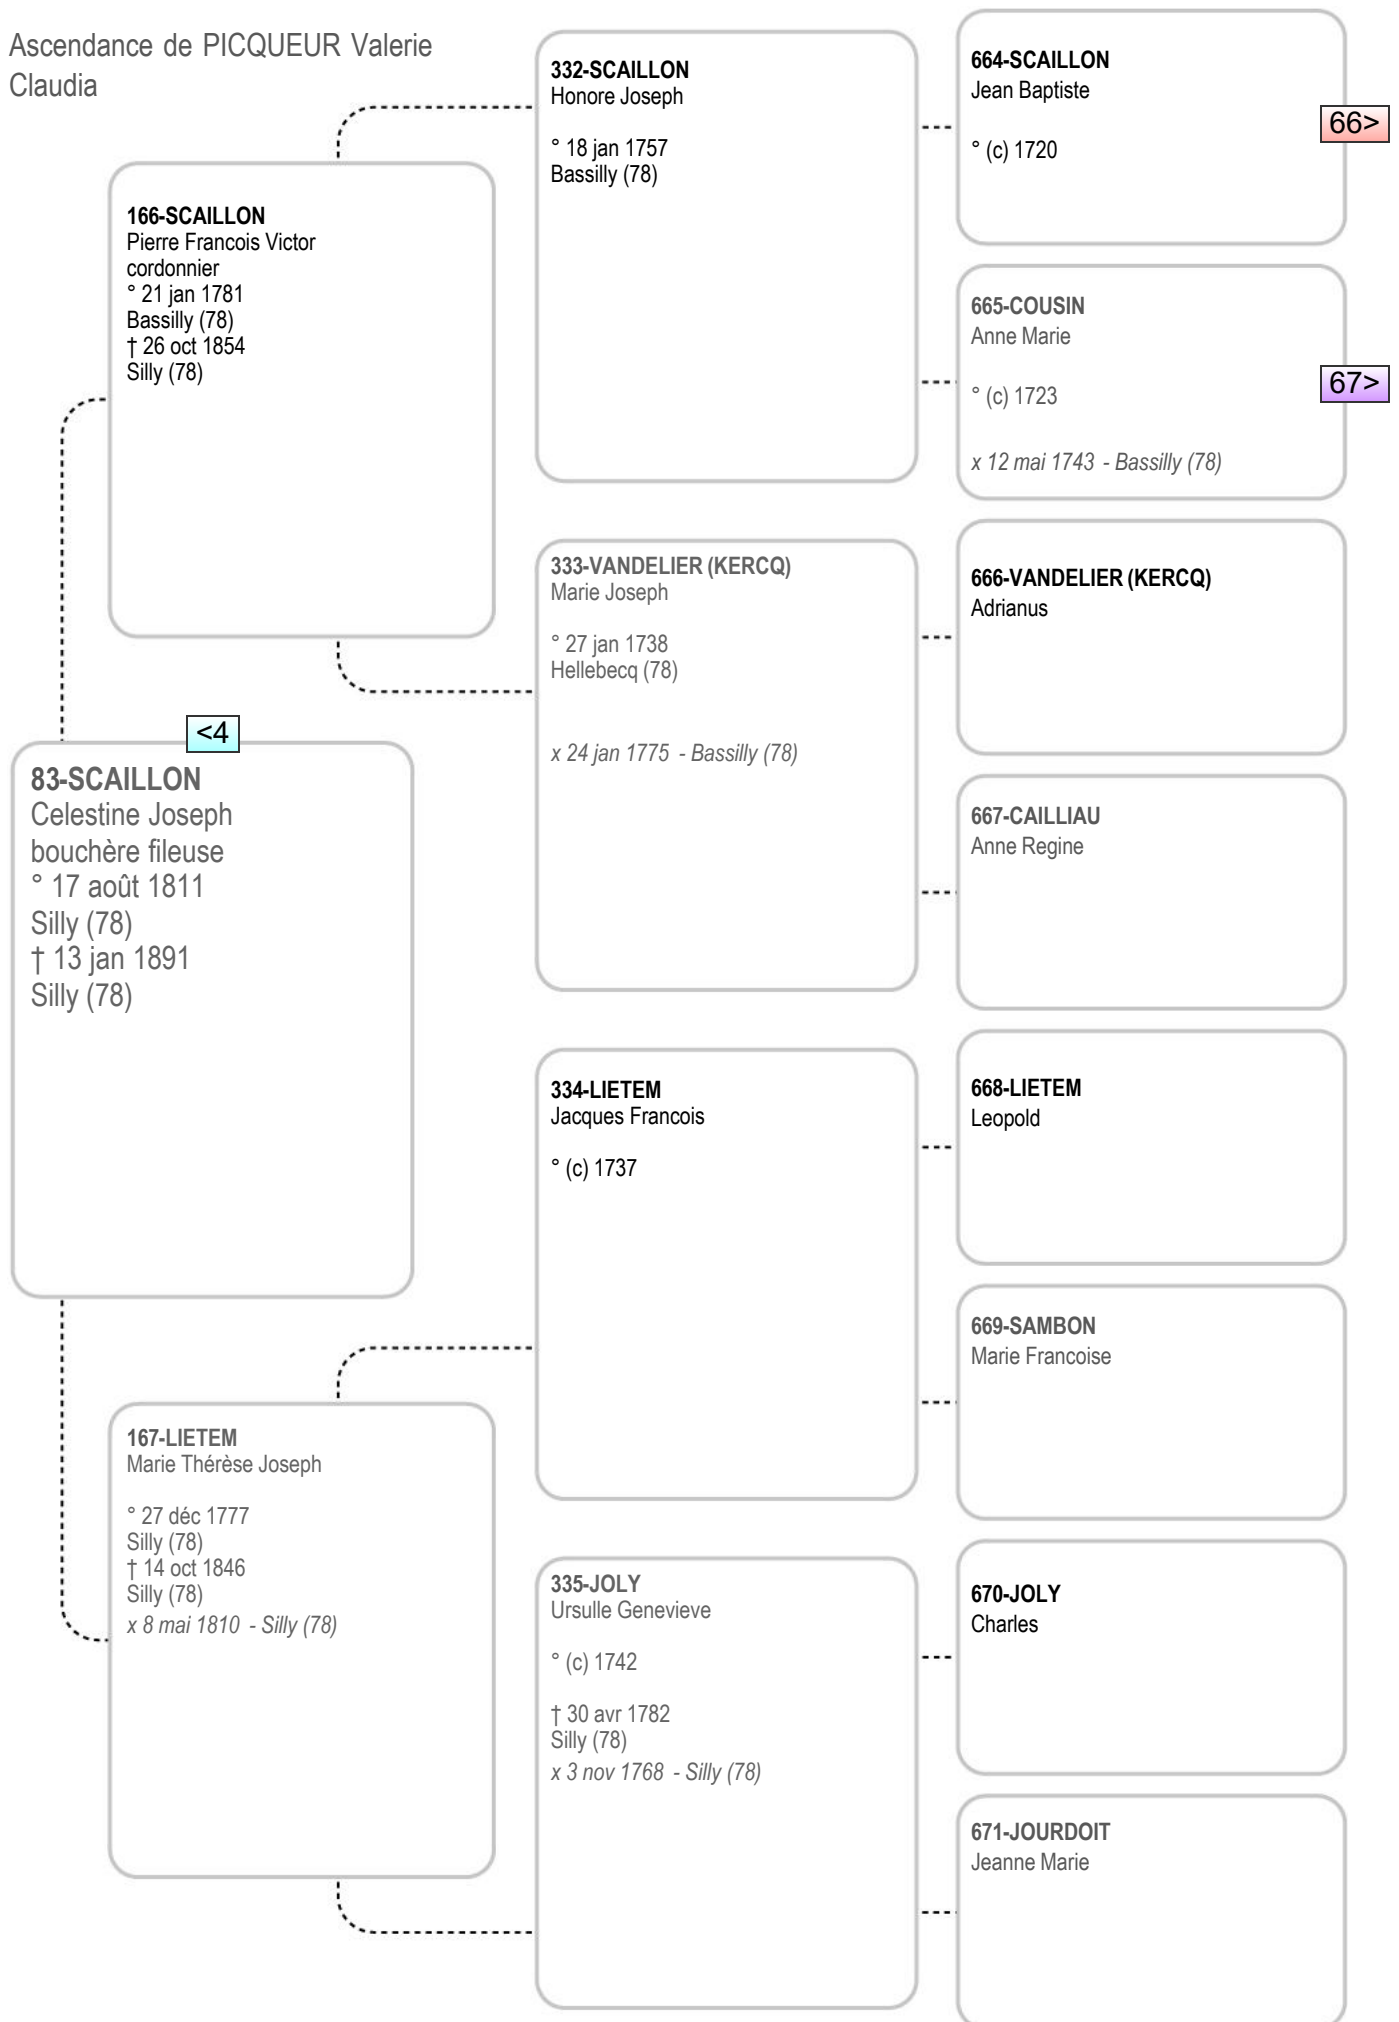 Ascendance de PICQUEUR Valerie
Claudia
<4
83-SCAILLON
Celestine Joseph
bouchère fileuse
° 17 août 1811
Silly (78)
† 13 jan 1891
Silly (78)
166-SCAILLON
Pierre Francois Victor
cordonnier
° 21 jan 1781
Bassilly (78)
† 26 oct 1854
Silly (78)
167-LIETEM
Marie Thérèse Joseph
° 27 déc 1777
Silly (78)
† 14 oct 1846
Silly (78)
x 8 mai 1810 - Silly (78)
332-SCAILLON
Honore Joseph
° 18 jan 1757
Bassilly (78)
333-VANDELIER (KERCQ)
Marie Joseph
° 27 jan 1738
Hellebecq (78)
x 24 jan 1775 - Bassilly (78)
334-LIETEM
Jacques Francois
° (c) 1737
335-JOLY
Ursulle Genevieve
° (c) 1742
† 30 avr 1782
Silly (78)
x 3 nov 1768 - Silly (78)
664-SCAILLON
Jean Baptiste
° (c) 1720
66>
665-COUSIN
Anne Marie
° (c) 1723
x 12 mai 1743 - Bassilly (78)
67>
666-VANDELIER (KERCQ)
Adrianus
667-CAILLIAU
Anne Regine
668-LIETEM
Leopold
669-SAMBON
Marie Francoise
670-JOLY
Charles
671-JOURDOIT
Jeanne Marie